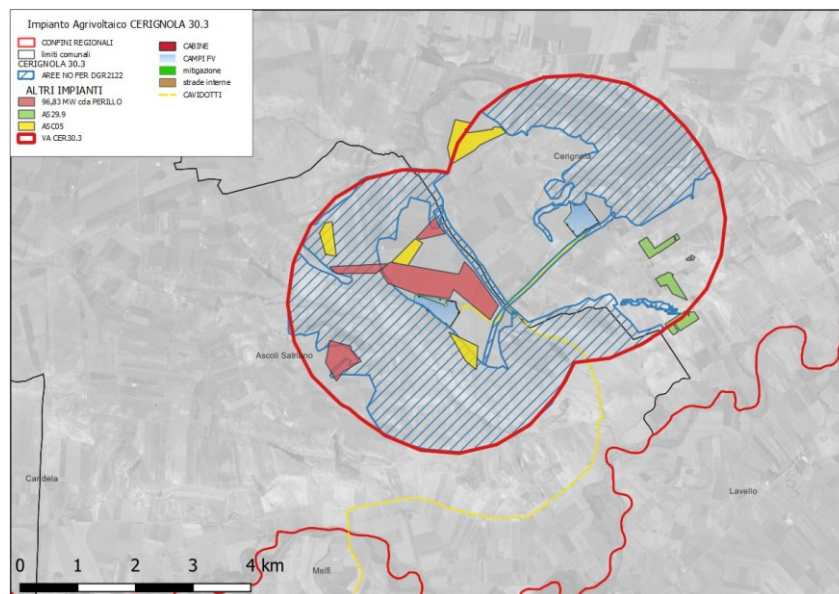 Impianto Agrivoltaico CERIGNOLA 30.3
CONFINI REGIONALI
limiti comunali
CERIGNOLA 30.3
AREE NO FER DGR2122
ALTRI IMPIANTI
96,83 MW cda PERILLO
AS29.9
ASC05
VA CER30.3
CABINE
CAMPI FV
mitigazione
strade interne
CAVIDOTTI
Cerignola
Ascoli Satriano
Candela
Lavello
Melfi
0 1 2 3 4 km